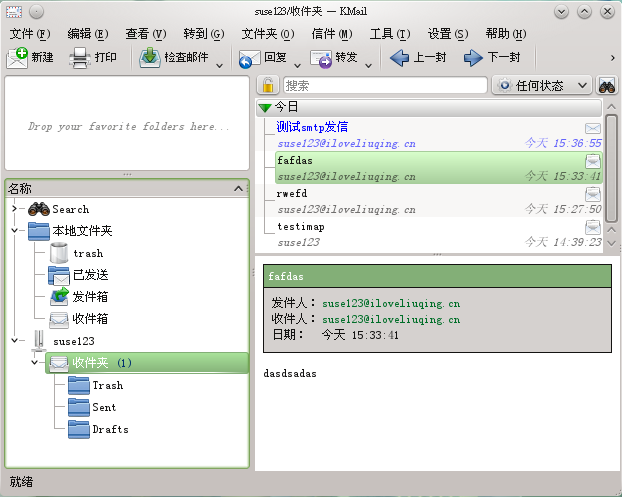 suse123/收件夹 — KMail
文件(F) 编辑(E) 查看(V) 转到(G) 文件夹(O) 信件(M) 工具(T) 设置(S) 帮助(H)
新建 打印 检查邮件 回复 转发 上一封 下一封
Drop your favorite folders here...
名称
Search
本地文件夹
trash
已发送
发件箱
收件箱
suse123
收件夹 (1)
Trash
Sent
Drafts
搜索 任何状态
今日
测试smtp发信
suse123@iloveliuqing.cn 今天 15:36:55
fafdas
suse123@iloveliuqing.cn 今天 15:33:41
rwefd
suse123@iloveliuqing.cn 今天 15:27:50
testimap
suse123 今天 14:39:23
fafdas
发件人：suse123@iloveliuqing.cn
收件人：suse123@iloveliuqing.cn
日期： 今天 15:33:41
dasdsadas
就绪